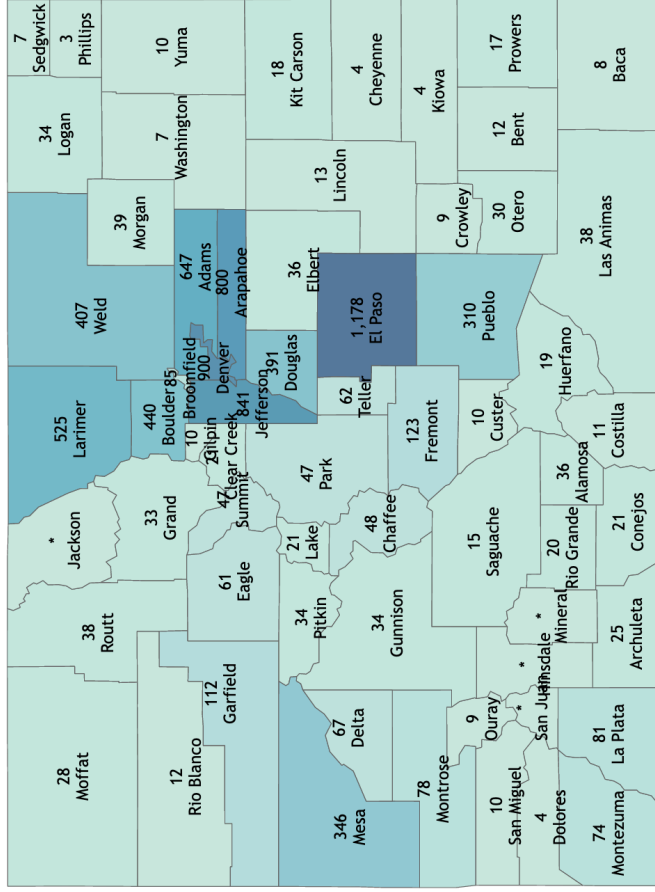 28
Moffat
38
Routt
*
Jackson
525
Larimer
407
Weld
34
Logan
7
Sedgwick
3
Phillips
39
Morgan
10
Yuma
7
Washington
12
Rio Blanco
33
Grand
440
Boulder
85
Broomfield
10
Gilpin
Clear Creek
900
Denver
647
Adams
800
Arapahoe
841
Jefferson
112
Garfield
61
Eagle
47
Summit
391
Douglas
36
Elbert
18
Kit Carson
346
Mesa
34
Pitkin
21
Lake
47
Park
62
Teller
1,178
El Paso
13
Lincoln
4
Cheyenne
67
Delta
34
Gunnison
48
Chaffee
123
Fremont
4
Kiowa
78
Montrose
9
Ouray
15
Saguache
10
Custer
310
Pueblo
9
Crowley
30
Otero
12
Bent
17
Prowers
10
San Miguel
4
Dolores
*
San Juan
*
Hinsdale
*
Mineral
20
Rio Grande
36
Alamosa
19
Huerfano
74
Montezuma
81
La Plata
25
Archuleta
21
Conejos
11
Costilla
38
Las Animas
8
Baca